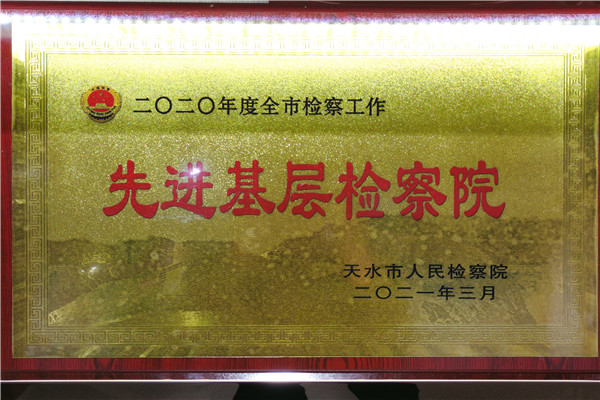 二〇二〇年度全市检察工作
先进基层检察院
天水市人民检察院
二〇二一年三月